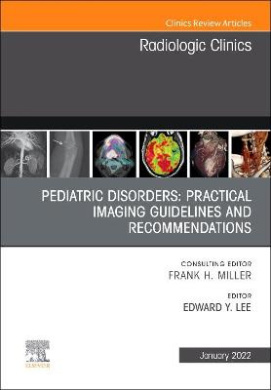 Clinics Review Articles
Radiologic Clinics
PEDIATRIC DISORDERS: PRACTICAL
IMAGING GUIDELINES AND
RECOMMENDATIONS
CONSULTING EDITOR
FRANK H. MILLER
EDITOR
EDWARD Y. LEE
ELSEVIER
January 2022